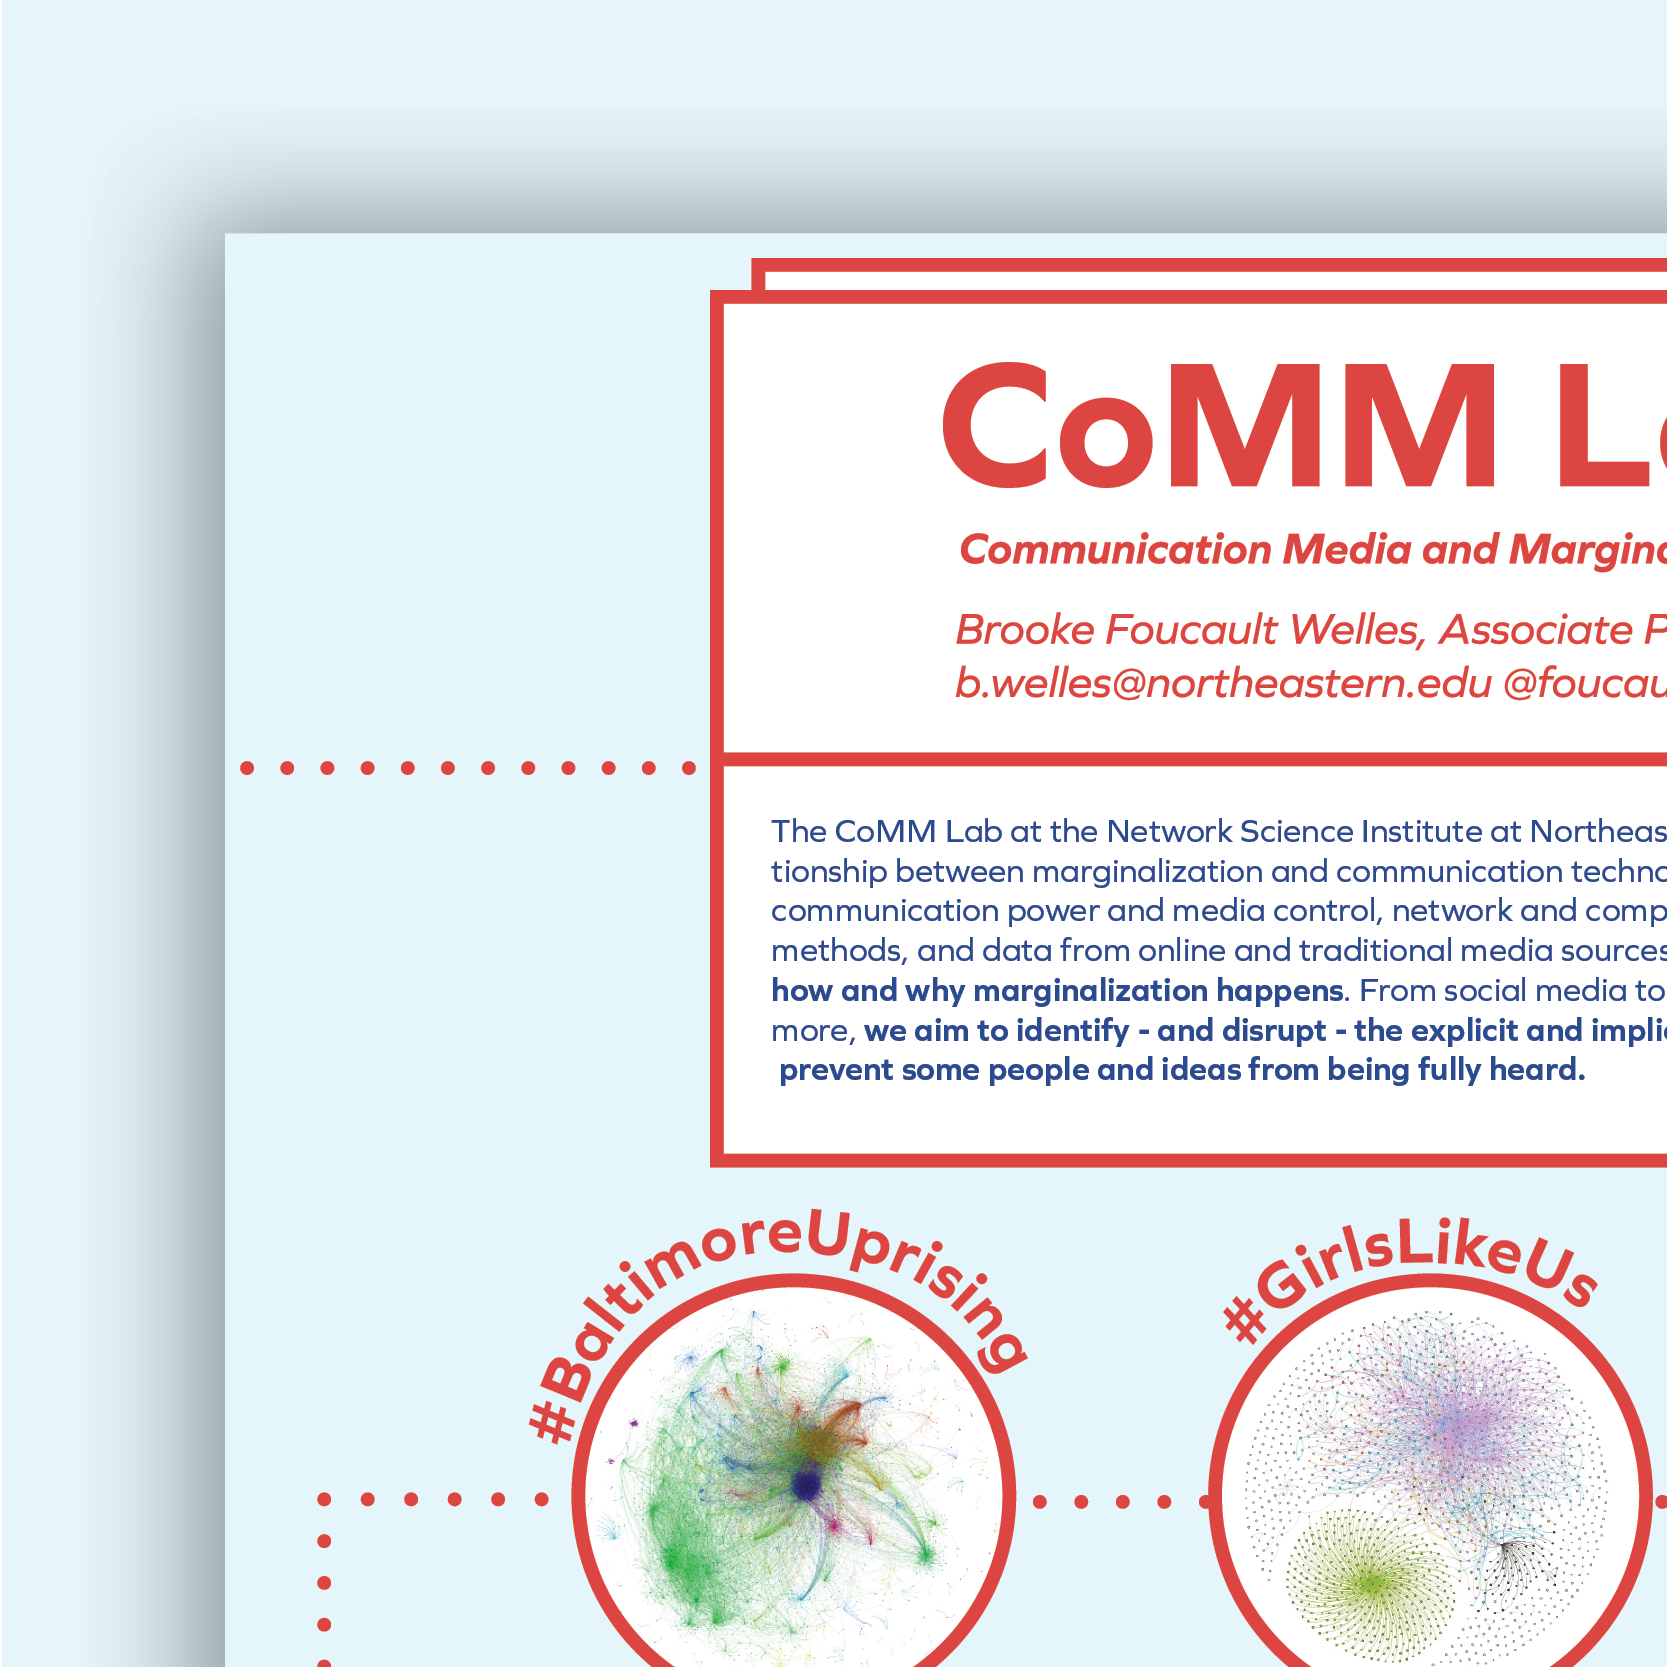 CoMM L
Communication Media and Margin
Brooke Foucault Welles, Associate P
b.welles@northeastern.edu @foucau
The CoMM Lab at the Network Science Institute at Northeas
tionship between marginalization and communication techno
communication power and media control, network and comp
methods, and data from online and traditional media sources
how and why marginalization happens. From social media to
more, we aim to identify - and disrupt - the explicit and impli
prevent some people and ideas from being fully heard.
#BaltimoreUprising
#GirlsLikeUs